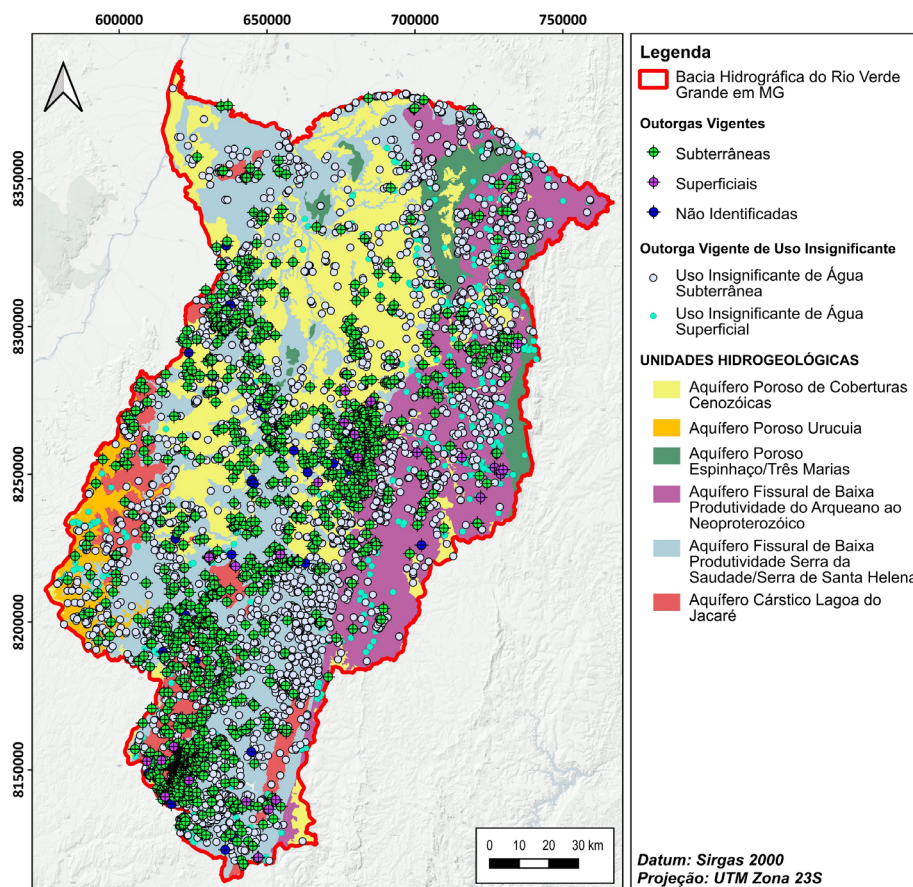 600000
650000
700000
750000
8350000
8300000
8250000
8200000
8150000
0 10 20 30 km
Legenda
Bacia Hidrográfica do Rio Verde
Grande em MG
Outorgas Vigentes
Subterrâneas
Superficiais
Não Identificadas
Outorga Vigente de Uso Insignificante
Uso Insignificante de Água
Subterrânea
Uso Insignificante de Água
Superficial
UNIDADES HIDROGEOLÓGICAS
Aquífero Poroso de Coberturas
Cenozóicas
Aquífero Poroso Urucuia
Aquífero Poroso
Espinhaço/Três Marias
Aquífero Fissural de Baixa
Produtividade do Arqueano ao
Neoproterozóico
Aquífero Fissural de Baixa
Produtividade Serra da
Saudade/Serra de Santa Helena
Aquífero Cárstico Lagoa do
Jacaré
Datum: Sirgas 2000
Projeção: UTM Zona 23S